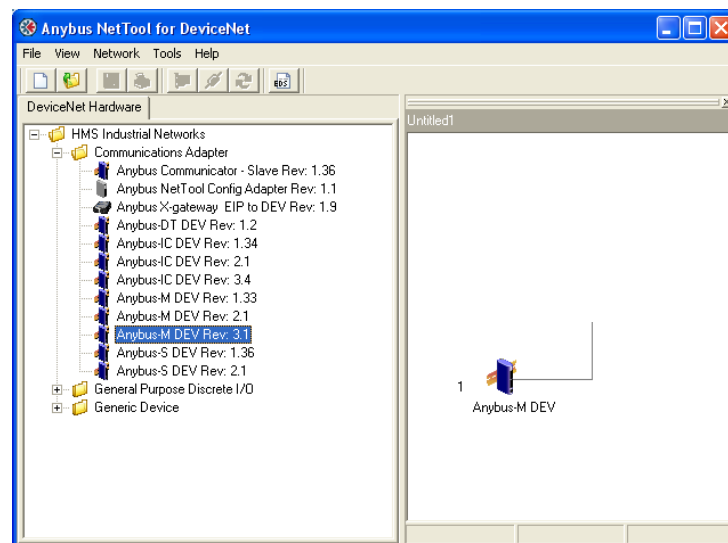 Anybus NetTool for DeviceNet
File View Network Tools Help
EDS
DeviceNet Hardware
HMS Industrial Networks
Communications Adapter
Anybus Communicator - Slave Rev: 1.36
Anybus NetTool Config Adapter Rev: 1.1
Anybus X-gateway EIP to DEV Rev: 1.9
Anybus-DT DEV Rev: 1.2
Anybus-IC DEV Rev: 1.34
Anybus-IC DEV Rev: 2.1
Anybus-IC DEV Rev: 3.4
Anybus-M DEV Rev: 1.33
Anybus-M DEV Rev: 2.1
Anybus-M DEV Rev: 3.1
Anybus-S DEV Rev: 1.36
Anybus-S DEV Rev: 2.1
General Purpose Discrete I/O
Generic Device
Untitled1
1
Anybus-M DEV